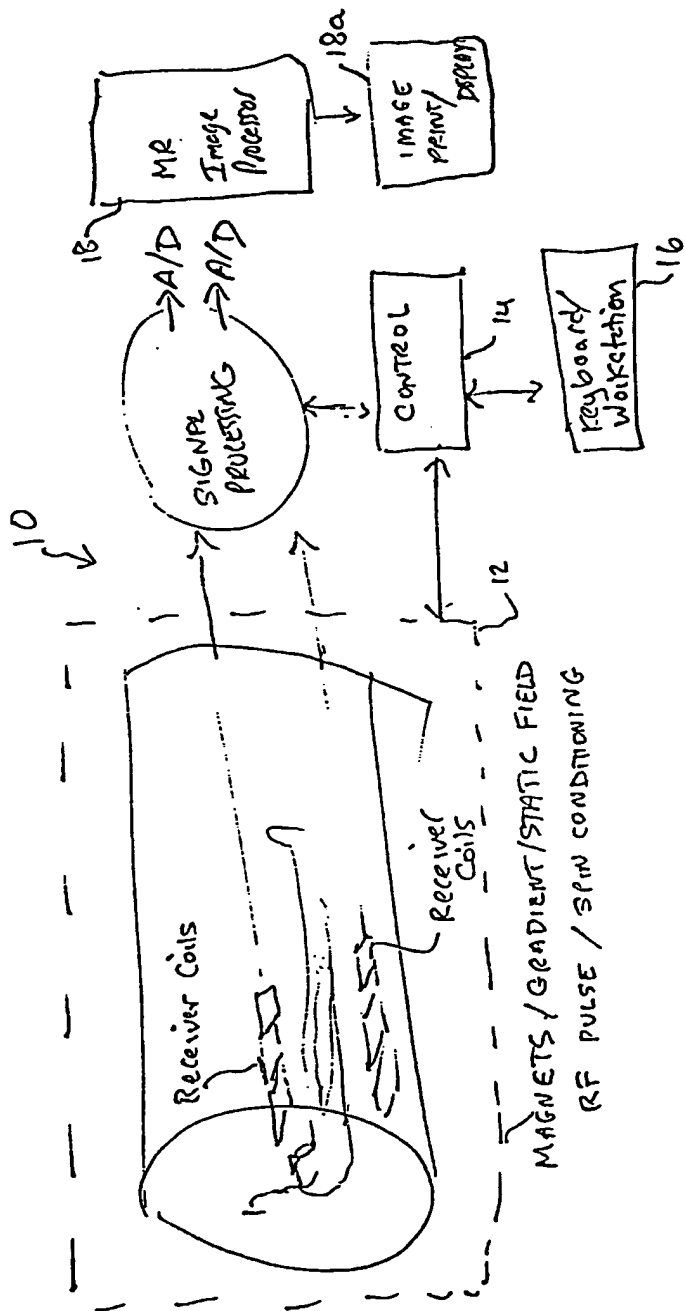 10
Receiver Coils
Receiver
Coils
1
SIGNAL
PROCESSING
A/D
A/D
18
MR
Image
Processor
18a
IMAGE
PRINT/
DISPLAY
CONTROL
14
Keyboard/
Workstation
16
12
MAGNETS/GRADIENT/STATIC FIELD
RF PULSE / SPIN CONDITIONING